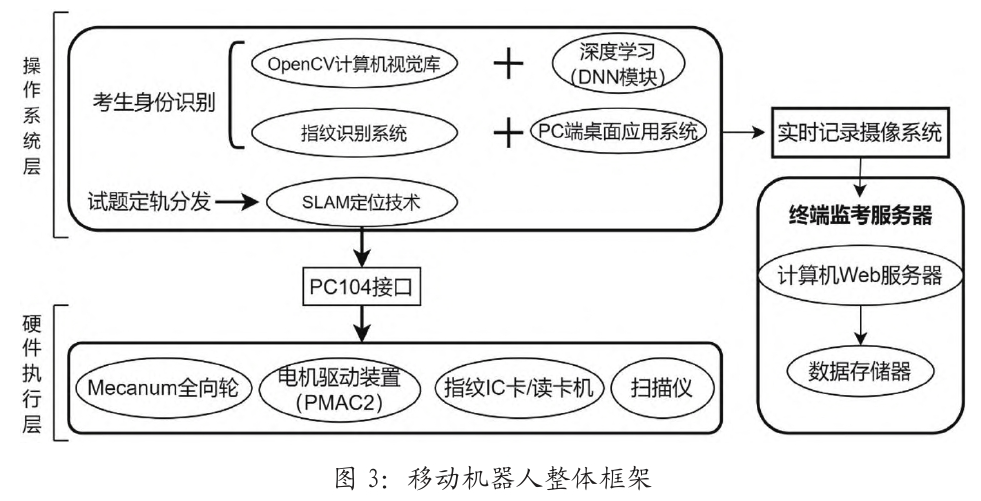 操作系统层
考生身份识别
OpenCV计算机视觉库
+
深度学习
(DNN模块)
指纹识别系统
+
PC端桌面应用系统
试题定轨分发
SLAM定位技术
实时记录摄像系统
终端监考服务器
计算机Web服务器
数据存储器
PC104接口
硬件执行层
Mecanum全向轮
电机驱动装置
(PMAC2)
指纹IC卡/读卡机
扫描仪
图 3：移动机器人整体框架